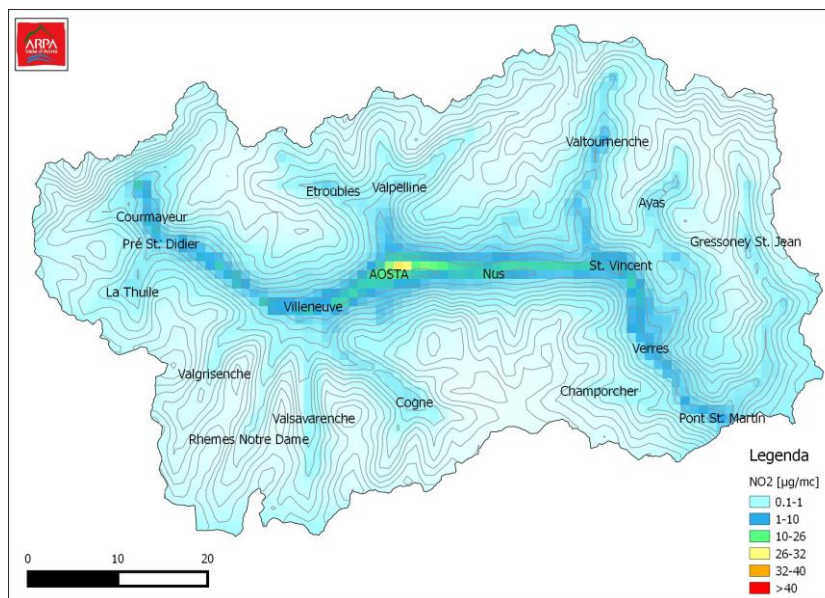 ARPA
Valle d'Aosta
Valtournenche
Etroubles
Valpelline
Ayas
Courmayeur
Gressoney St. Jean
Pré St. Didier
St. Vincent
AOSTA
Nus
La Thuile
Villeneuve
Verres
Valgrisenche
Champorcher
Cogne
Valsavarenche
Pont St. Martin
Rhemes Notre Dame
Legenda
NO2 [µg/mc]
0.1-1
1-10
10-26
26-32
32-40
>40
0
10
20